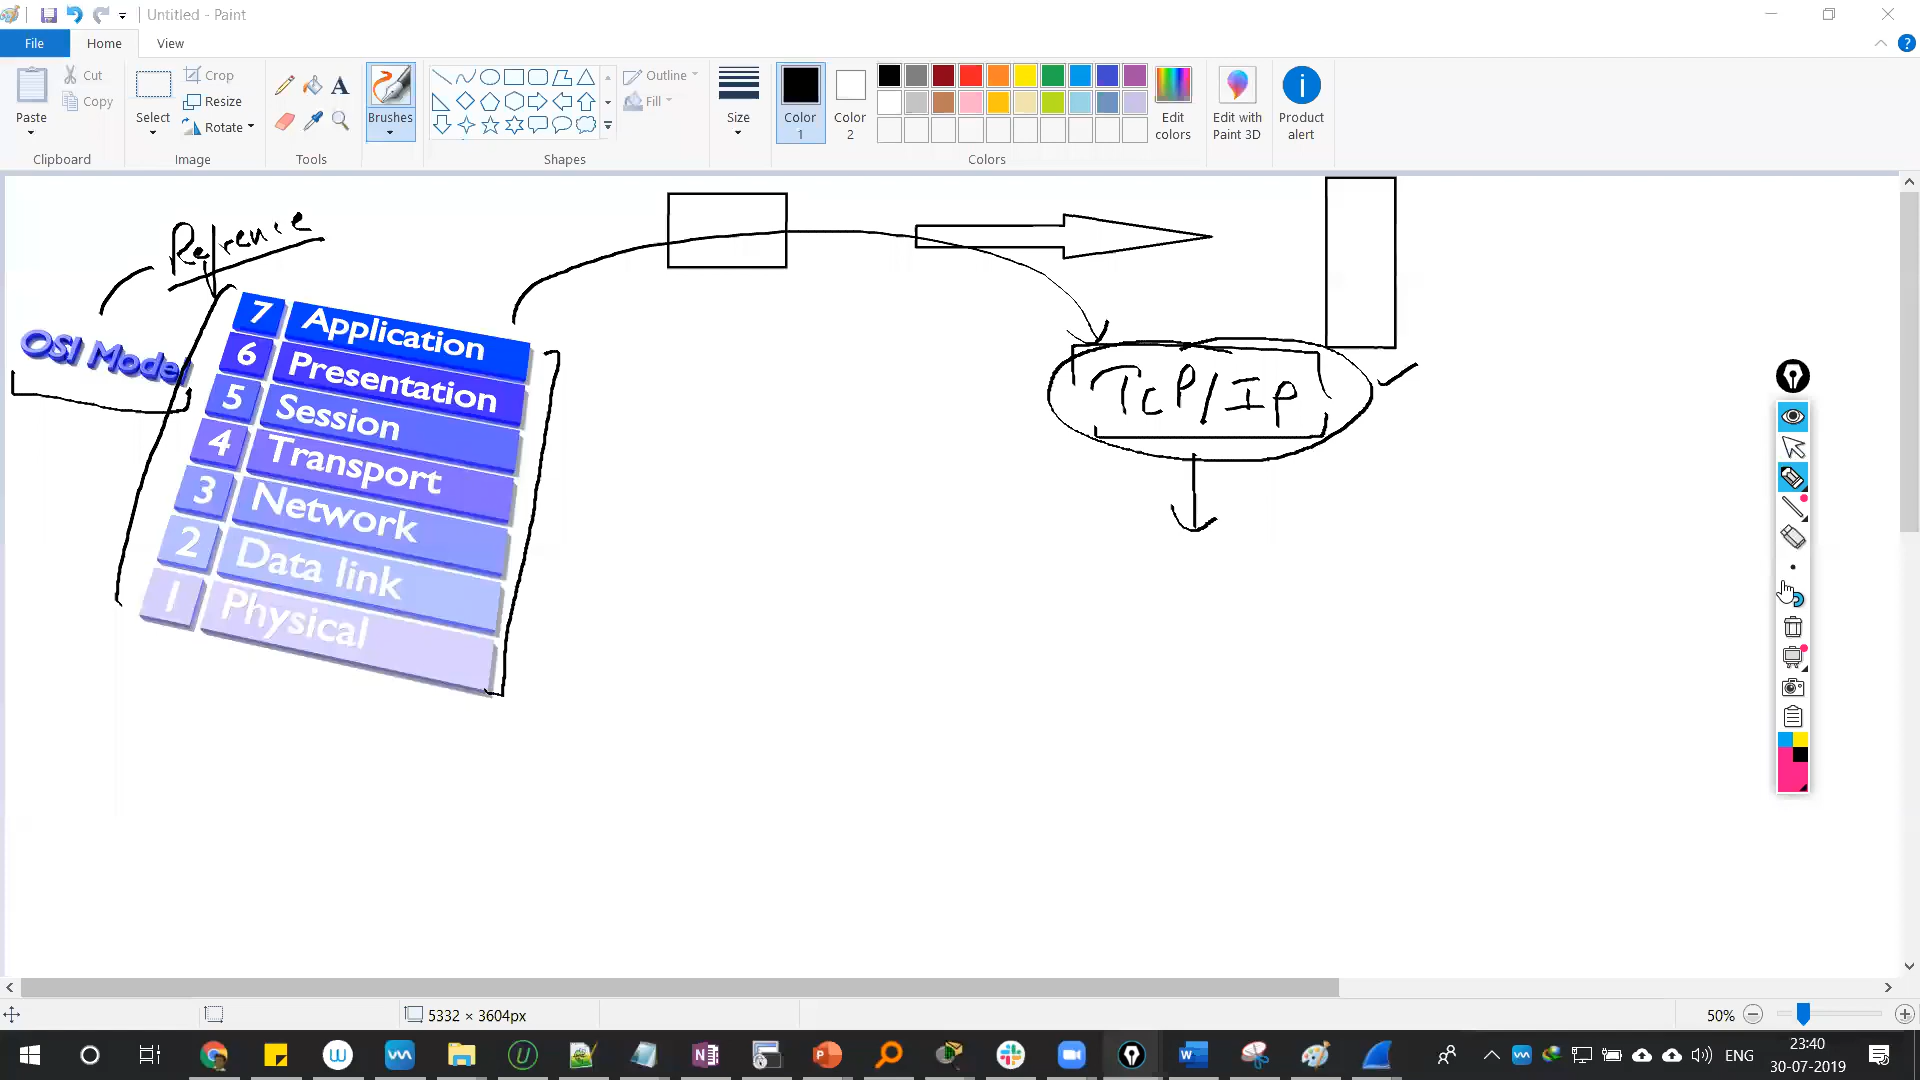 Untitled - Paint
File Home View
Cut
Copy
Paste
Clipboard
Crop
Resize
Rotate
Select
Image
Tools
Brushes
Outline
Fill
Shapes
Size
Color 1
Color 2
Edit colors
Colors
Edit with Paint 3D
Product alert
Refrence
OSI Model
7 Application
6 Presentation
5 Session
4 Transport
3 Network
2 Data link
1 Physical
TCP/IP
5332 × 3604px
50%
ENG
23:40
30-07-2019